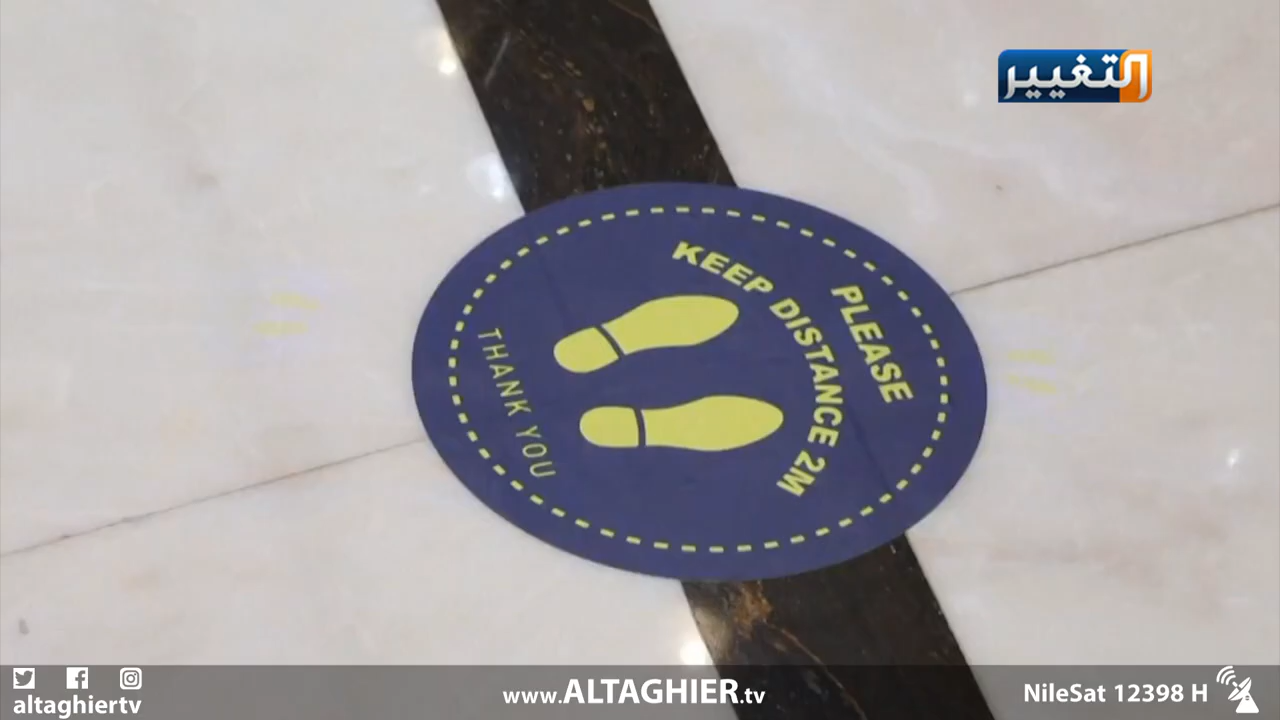 التغيير
PLEASE
KEEP DISTANCE 2M
THANK YOU
altaghiertv
www.ALTAGHIER.tv
NileSat 12398 H